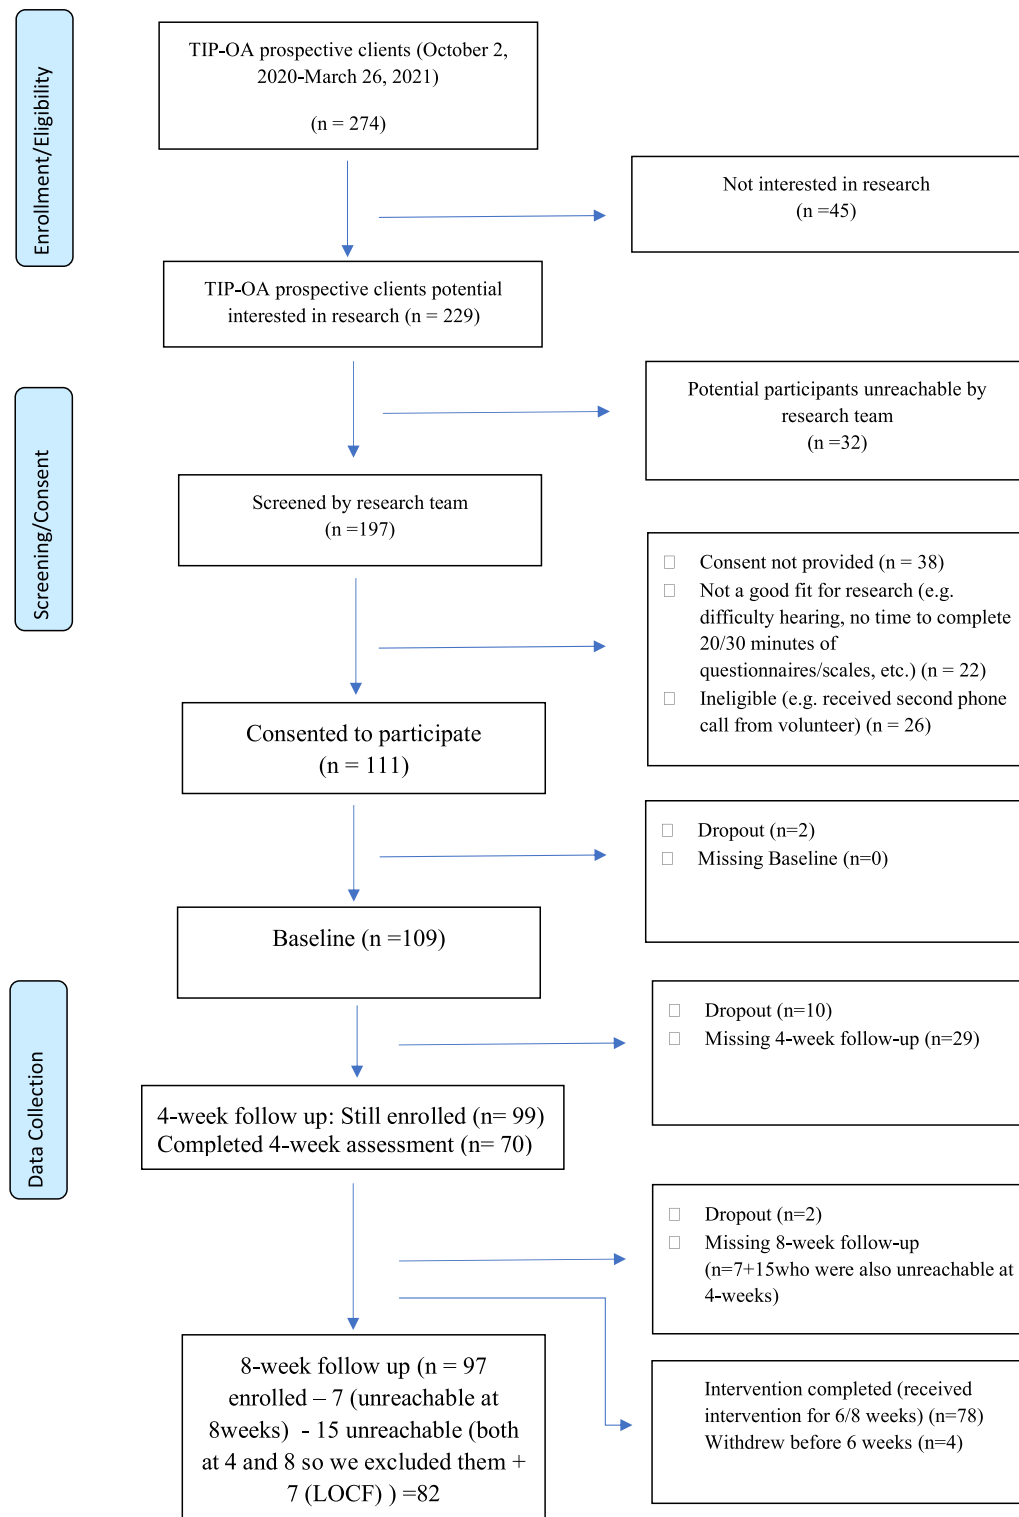 Enrollment/Eligibility
TIP-OA prospective clients (October 2,
2020-March 26, 2021)
(n = 274)
Not interested in research
(n =45)
TIP-OA prospective clients potential
interested in research (n = 229)
Screening/Consent
Potential participants unreachable by
research team
(n =32)
Screened by research team
(n =197)
Consent not provided (n = 38)
Not a good fit for research (e.g.
difficulty hearing, no time to complete
20/30 minutes of
questionnaires/scales, etc.) (n = 22)
Ineligible (e.g. received second phone
call from volunteer) (n = 26)
Consented to participate
(n = 111)
Dropout (n=2)
Missing Baseline (n=0)
Baseline (n =109)
Data Collection
Dropout (n=10)
Missing 4-week follow-up (n=29)
4-week follow up: Still enrolled (n= 99)
Completed 4-week assessment (n= 70)
Dropout (n=2)
Missing 8-week follow-up
(n=7+15who were also unreachable at
4-weeks)
8-week follow up (n = 97
enrolled – 7 (unreachable at
8weeks)  - 15 unreachable (both
at 4 and 8 so we excluded them +
7 (LOCF) ) =82
Intervention completed (received
intervention for 6/8 weeks) (n=78)
Withdrew before 6 weeks (n=4)